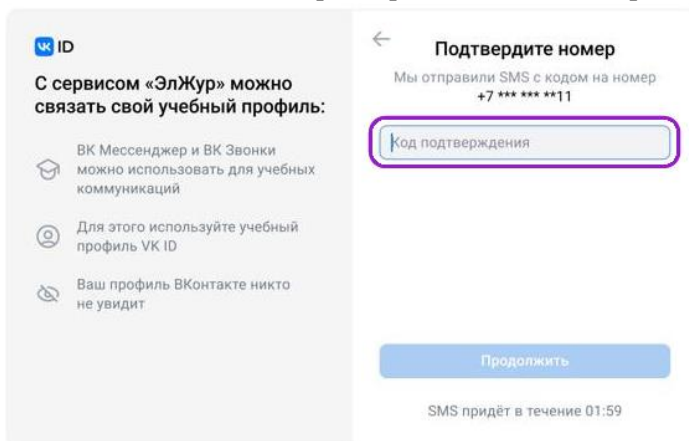 VK ID
С сервисом «ЭлЖур» можно
связать свой учебный профиль:
ВК Мессенджер и ВК Звонки
можно использовать для учебных
коммуникаций
Для этого используйте учебный
профиль VK ID
Ваш профиль ВКонтакте никто
не увидит
Подтвердите номер
Мы отправили SMS с кодом на номер
+7 *** *** **11
Код подтверждения
Продолжить
SMS придёт в течение 01:59